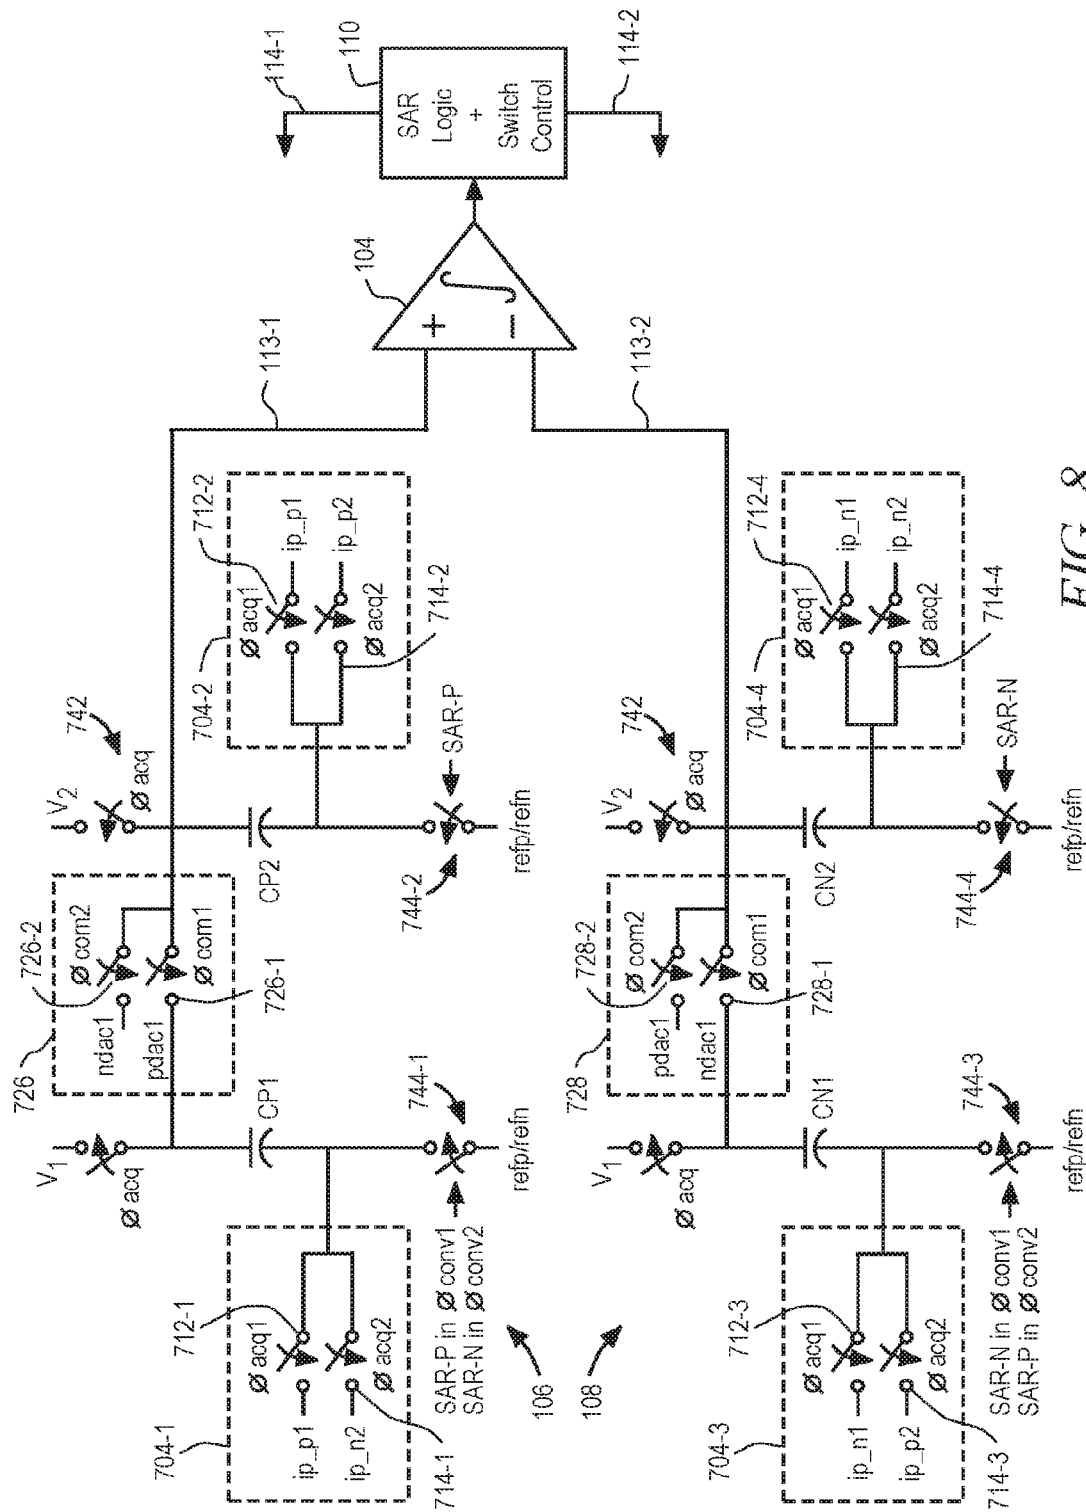 114-1
110
SAR
Logic
+
Switch
Control
114-2
104
+
−
113-1
113-2
742
V2
Ø acq
704-2
Ø acq1
712-2
ip_p1
ip_p2
Ø acq2
714-2
726-2
Ø com2
ndac1
pdac1
Ø com1
726-1
726
CP2
744-2
SAR-P
refp/refn
V1
Ø acq
CP1
744-1
refp/refn
704-1
Ø acq1
712-1
ip_p1
ip_n2
Ø acq2
714-1
SAR-P in Ø conv1
SAR-N in Ø conv2
106
108
742
V2
Ø acq
704-4
Ø acq1
712-4
ip_n1
ip_n2
Ø acq2
714-4
728-2
Ø com2
pdac1
ndac1
Ø com1
728-1
728
CN2
744-4
SAR-N
refp/refn
V1
Ø acq
CN1
744-3
refp/refn
704-3
Ø acq1
712-3
ip_n1
ip_p2
Ø acq2
714-3
SAR-N in Ø conv1
SAR-P in Ø conv2
FIG. 8